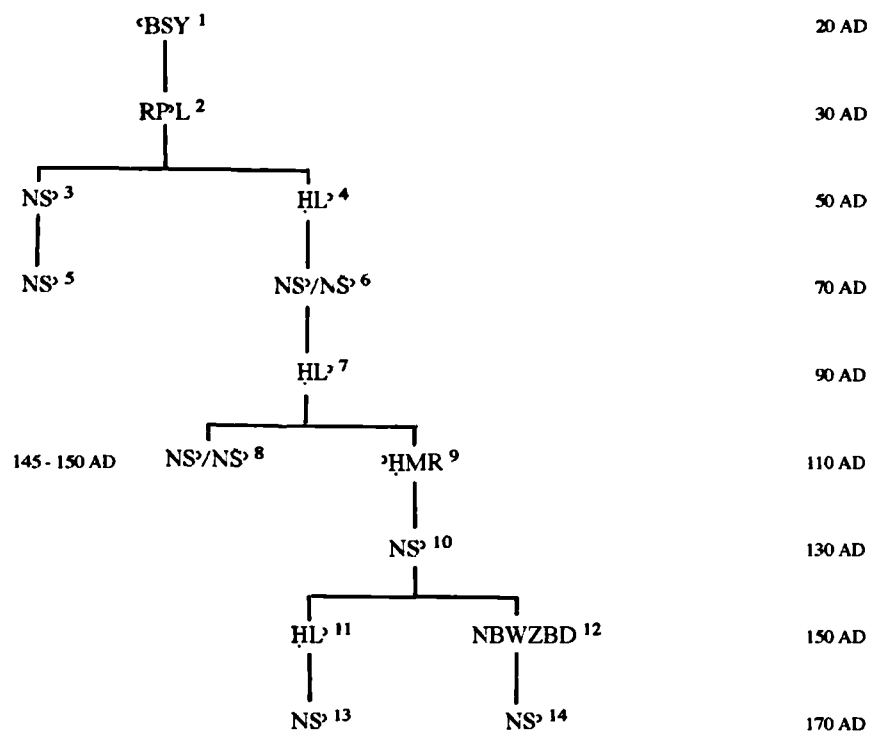 ʿBSY 1 20 AD
RPʾL 2 30 AD
NSʾ 3 ḤLʾ 4 50 AD
NSʾ 5 NSʾ/NŠʾ 6 70 AD
ḤLʾ 7 90 AD
145 - 150 AD NSʾ/NŠʾ 8 ʾḤMR 9 110 AD
NSʾ 10 130 AD
ḤLʾ 11 NBWZBD 12 150 AD
NSʾ 13 NSʾ 14 170 AD